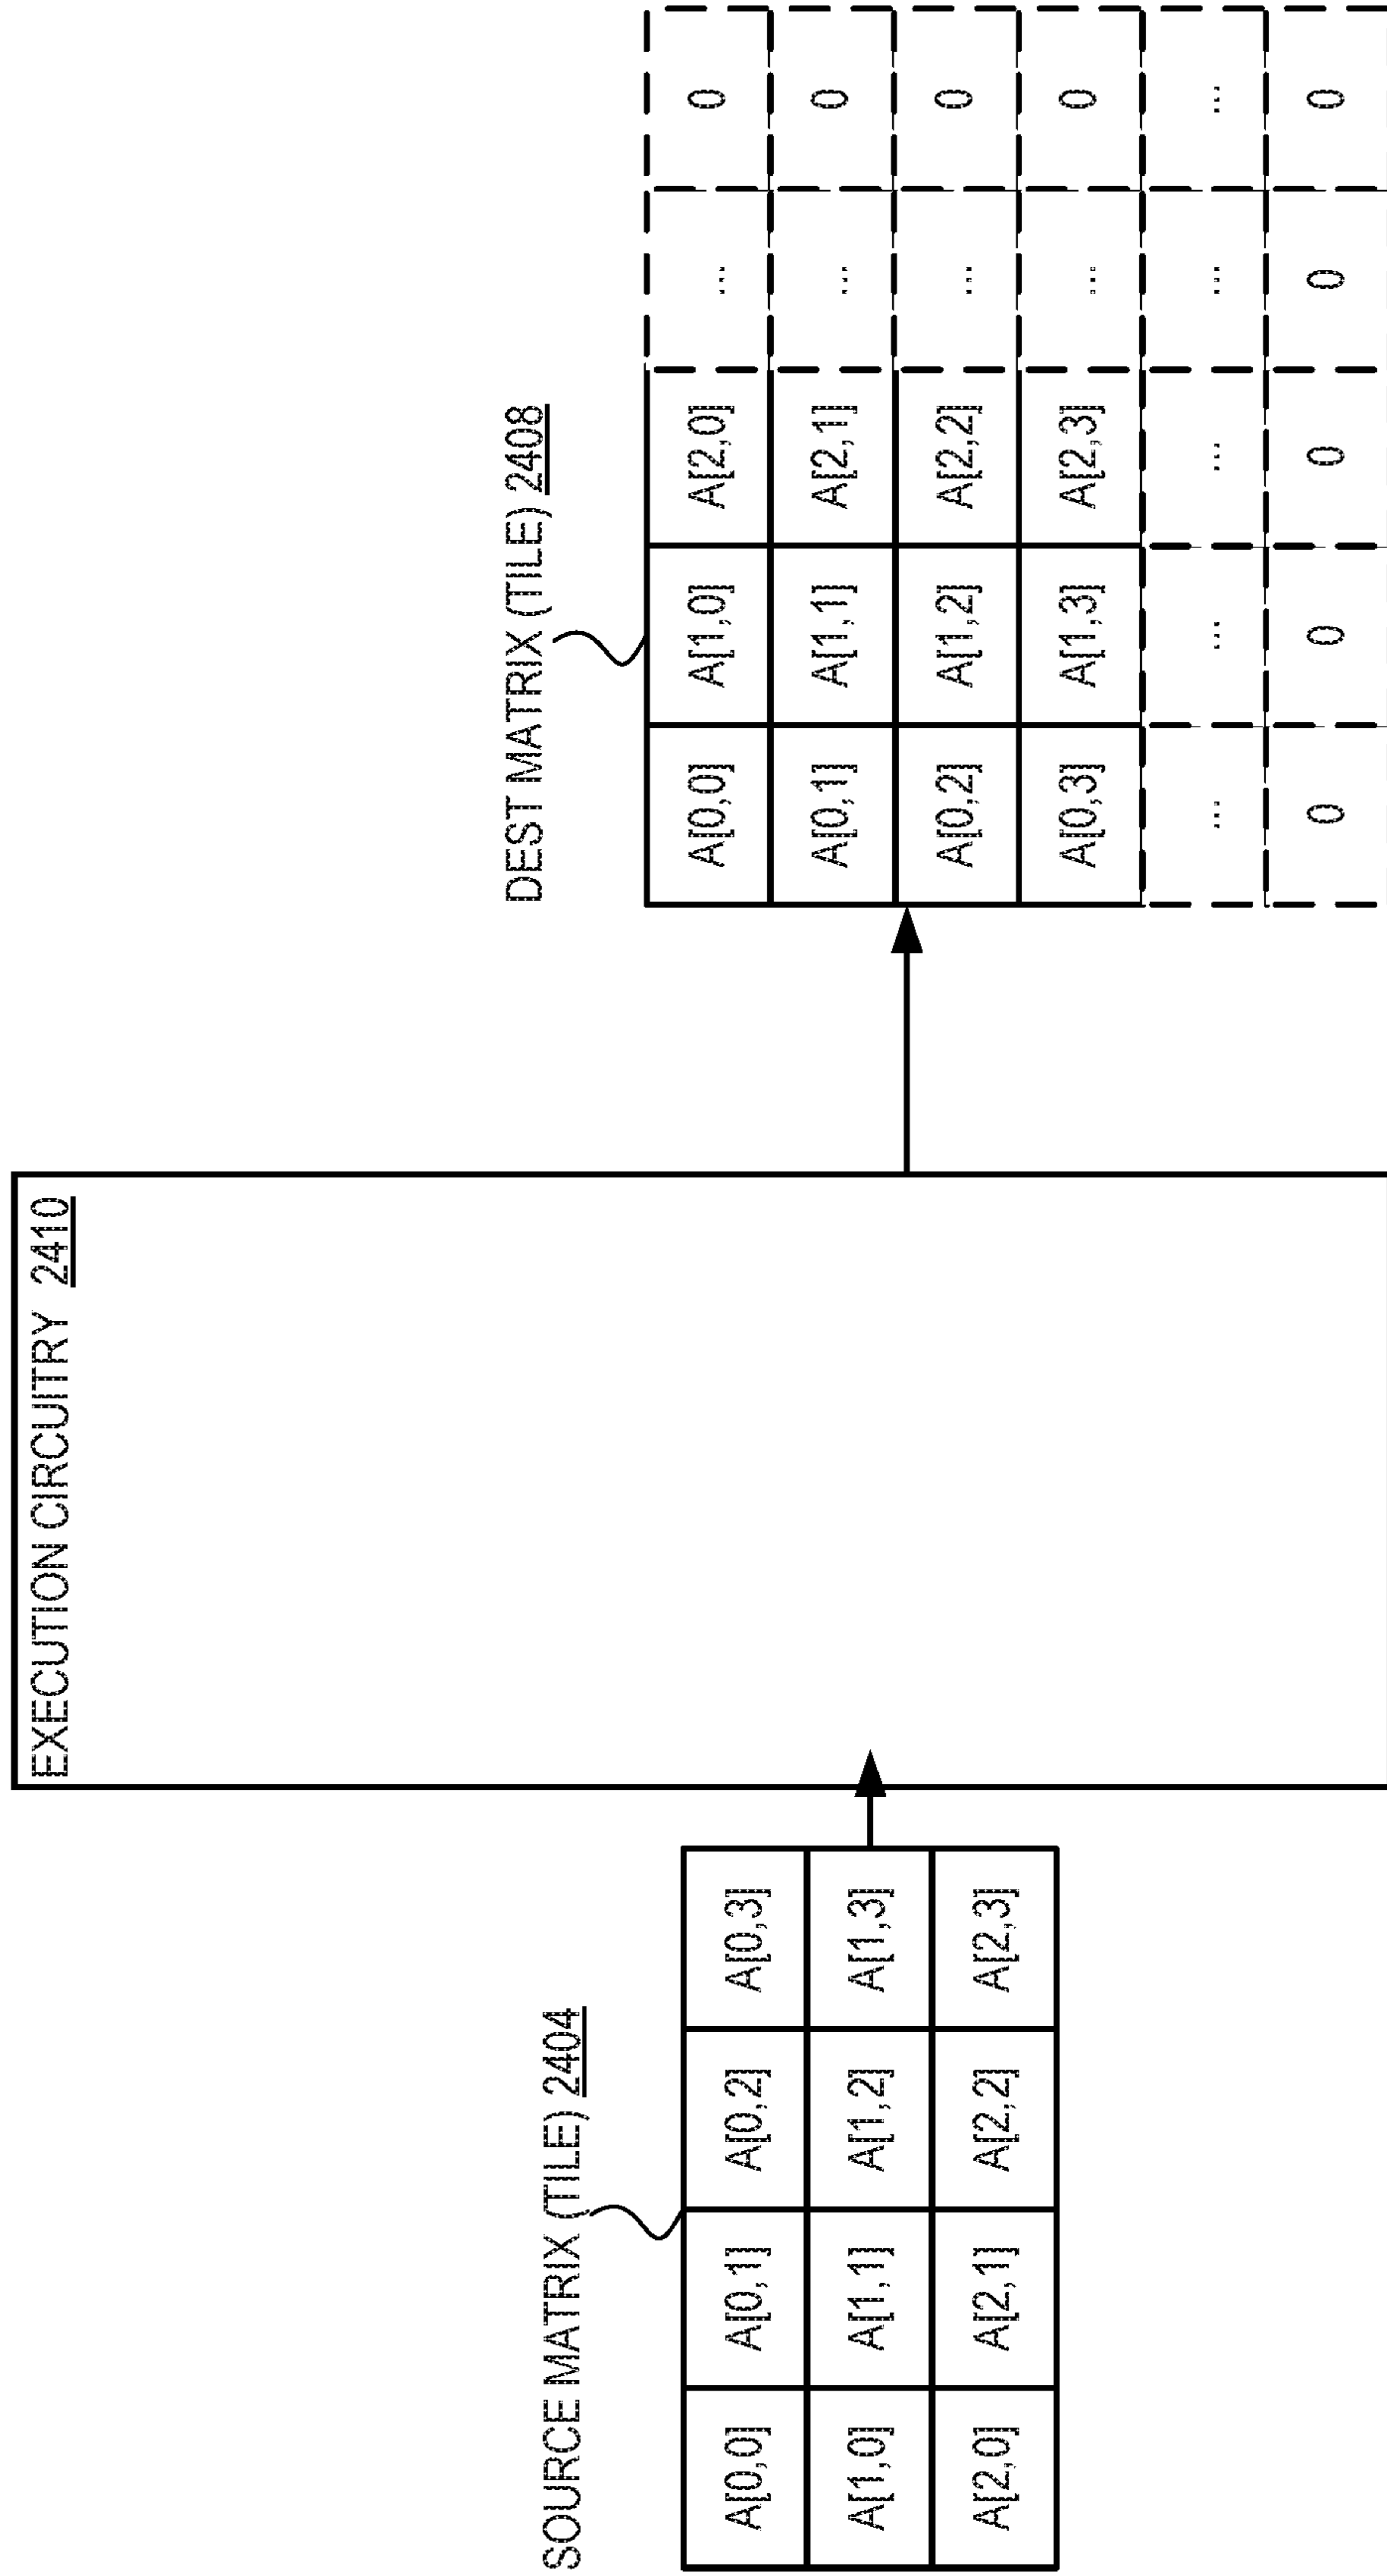 EXECUTION CIRCUITRY 2410
SOURCE MATRIX (TILE) 2404
A[0,0] A[0,1] A[0,2] A[0,3]
A[1,0] A[1,1] A[1,2] A[1,3]
A[2,0] A[2,1] A[2,2] A[2,3]
DEST MATRIX (TILE) 2408
A[0,0] A[1,0] A[2,0] ... 0
A[0,1] A[1,1] A[2,1] ... 0
A[0,2] A[1,2] A[2,2] ... 0
A[0,3] A[1,3] A[2,3] ... 0
... ... ... ... ...
0 0 0 0 0